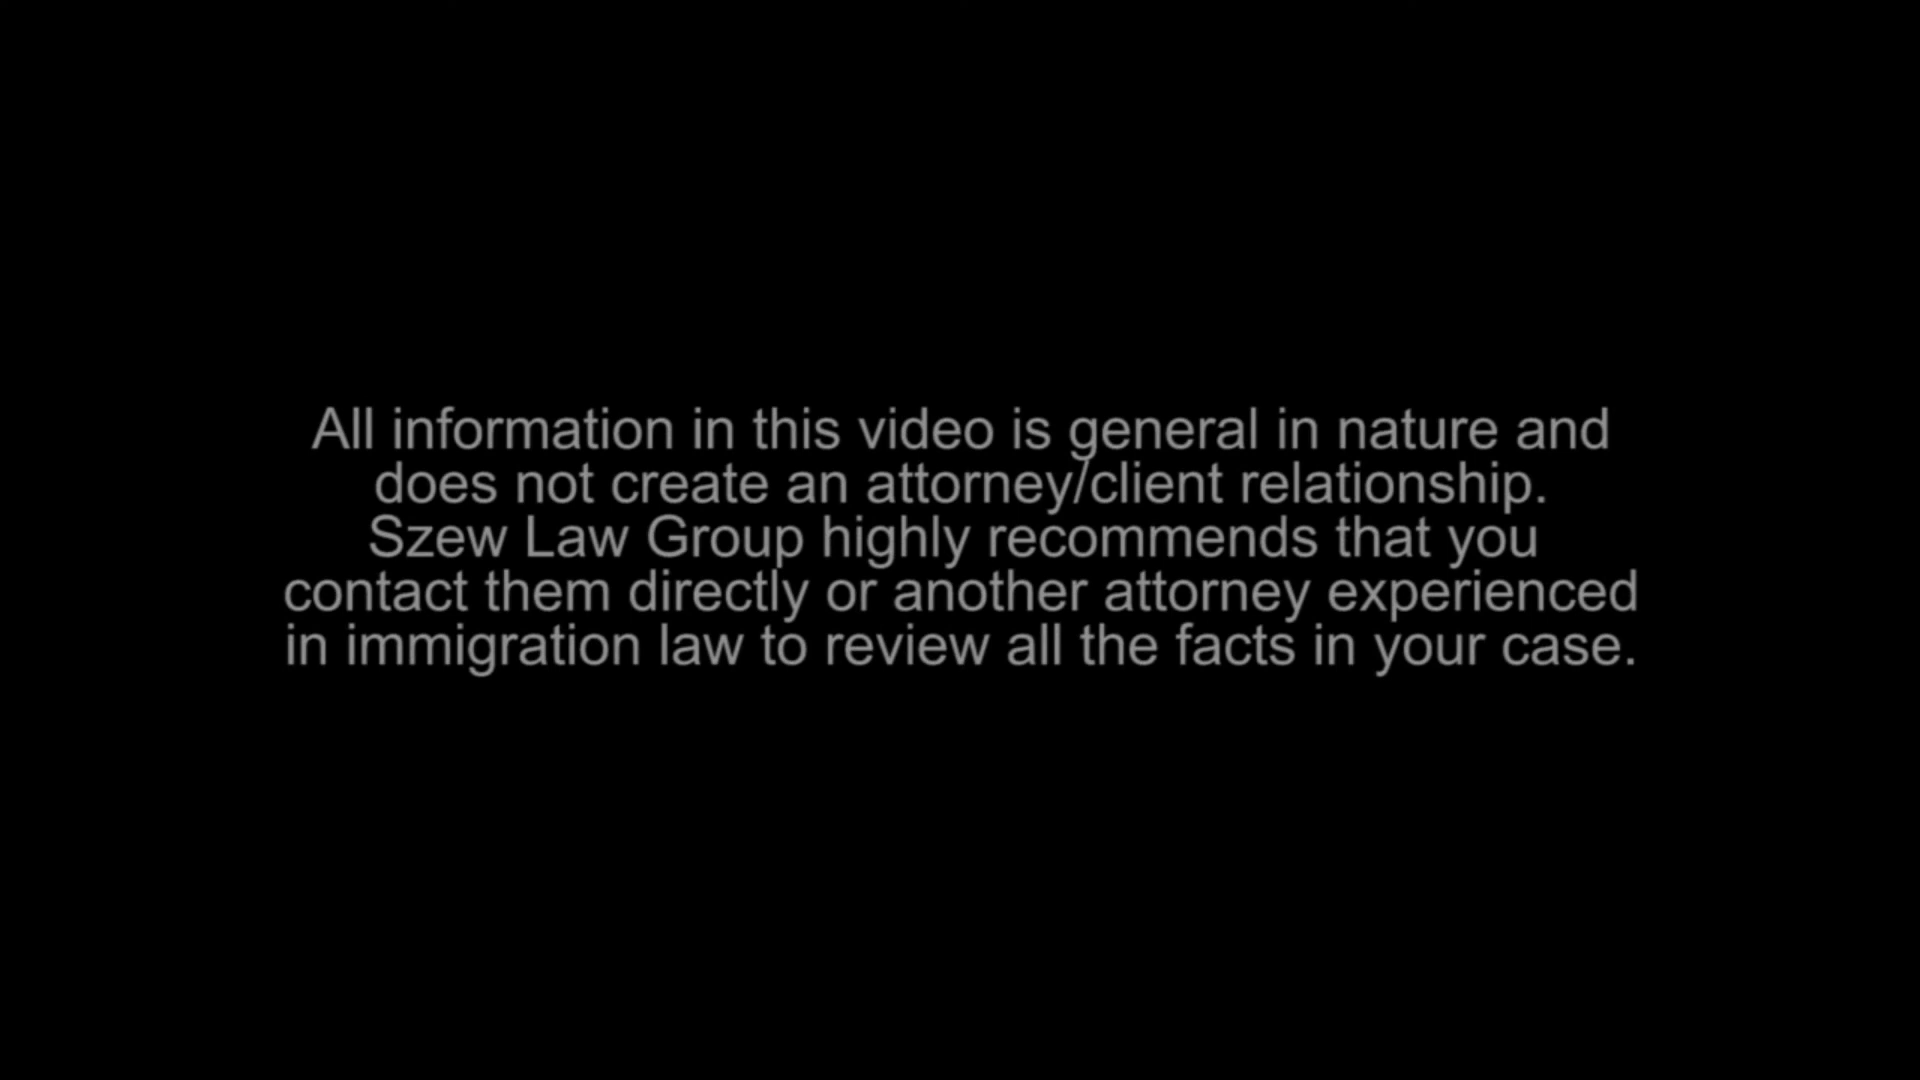 All information in this video is general in nature and
does not create an attorney/client relationship.
Szew Law Group highly recommends that you
contact them directly or another attorney experienced
in immigration law to review all the facts in your case.